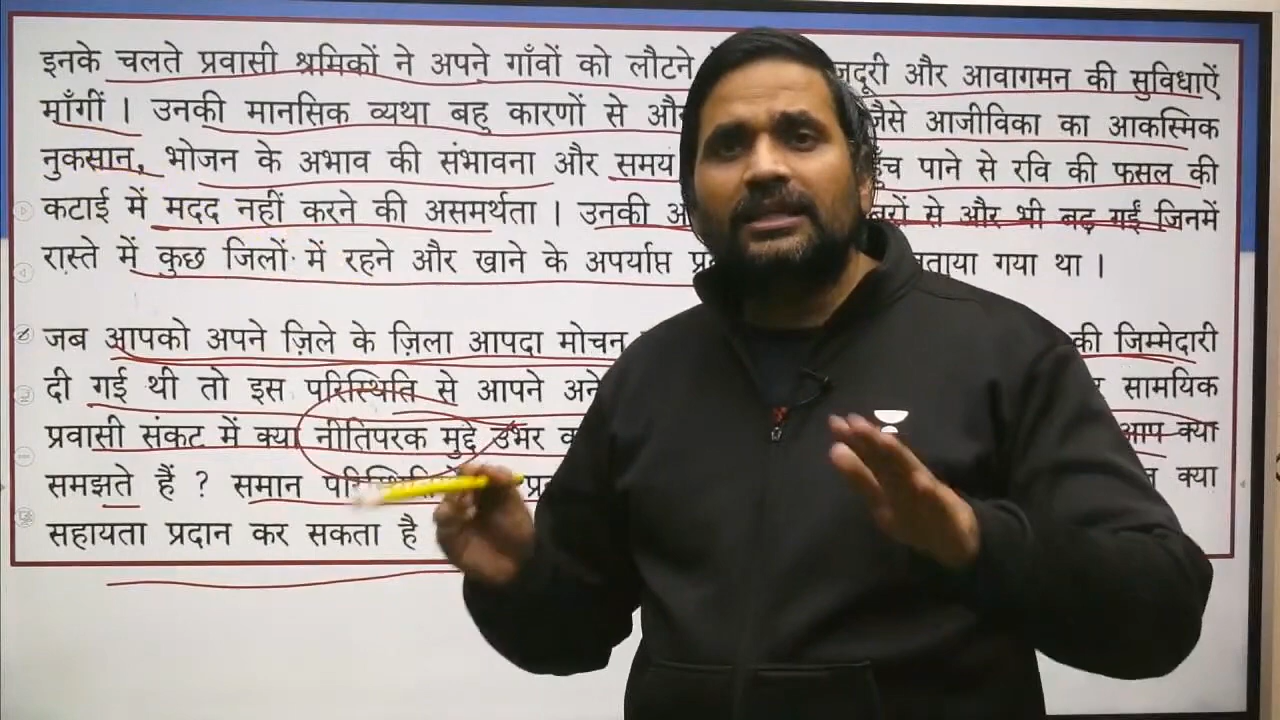 इनके चलते प्रवासी श्रमिकों ने अपने गाँवों को लौटने और आवागमन की सुविधाऐं
माँगीं । उनकी मानसिक व्यथा बहु कारणों से जैसे आजीविका का आकस्मिक
नुकसान, भोजन के अभाव की संभावना और समय पाने से रवि की फसल की
कटाई में मदद नहीं करने की असमर्थता । उनकी से और भी बढ़ गईं जिनमें
रास्ते में कुछ जिलों में रहने और खाने के अपर्याप्त बताया गया था ।
जब आपको अपने ज़िले के ज़िला आपदा मोचन की जिम्मेदारी
दी गई थी तो इस परिस्थिति से आपने सामयिक
प्रवासी संकट में क्या नीतिपरक मुद्दे उभर आप क्या
समझते हैं ? समान क्या
सहायता प्रदान कर सकता है